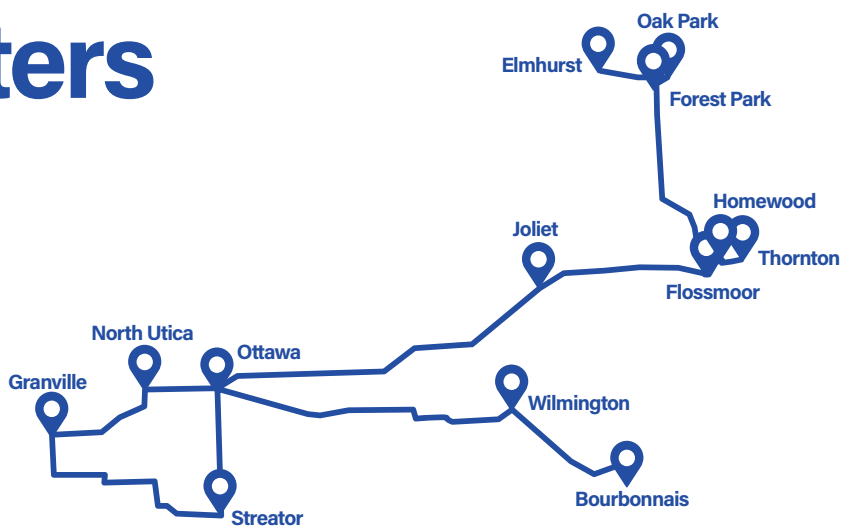 ters
Oak Park
Elmhurst
Forest Park
Homewood
Joliet
Thornton
Flossmoor
North Utica
Ottawa
Granville
Wilmington
Bourbonnais
Streator